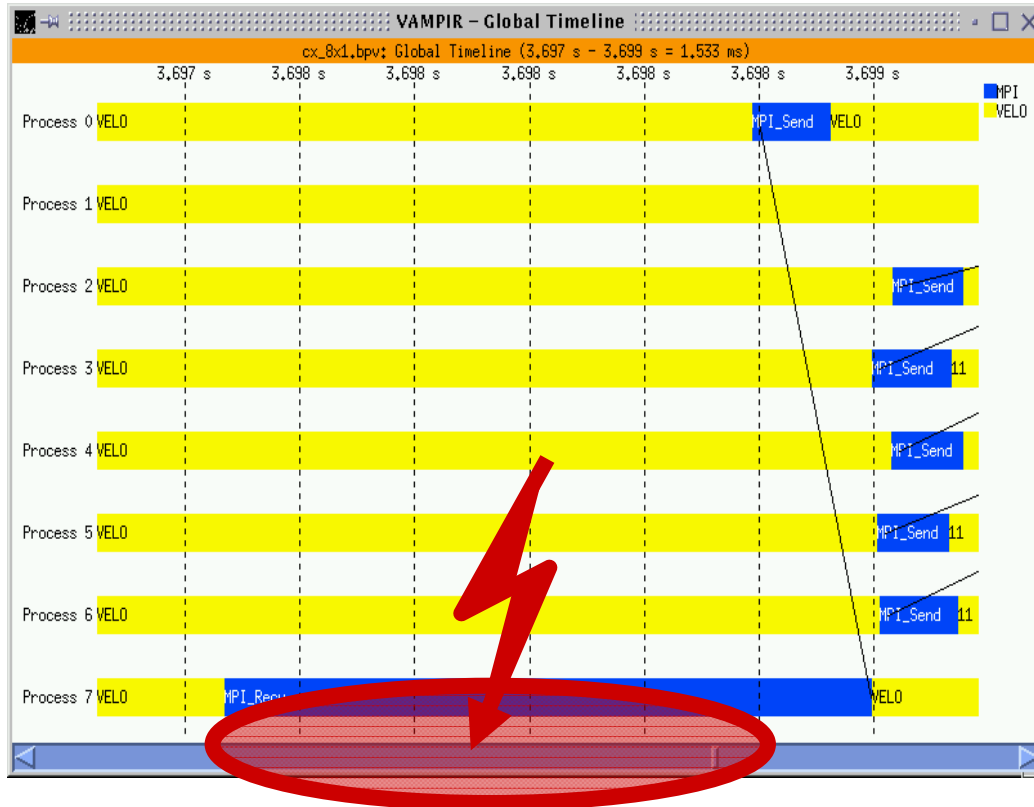 VAMPIR – Global Timeline
cx_8x1.bpv: Global Timeline (3.697 s - 3.699 s = 1.533 ms)
3.697 s 3.698 s 3.698 s 3.698 s 3.698 s 3.698 s 3.699 s
MPI
VELO
Process 0 VELO MPI_Send VELO
Process 1 VELO
Process 2 VELO MPI_Send
Process 3 VELO MPI_Send 11
Process 4 VELO MPI_Send
Process 5 VELO MPI_Send 11
Process 6 VELO MPI_Send 11
Process 7 VELO MPI_Recv VELO